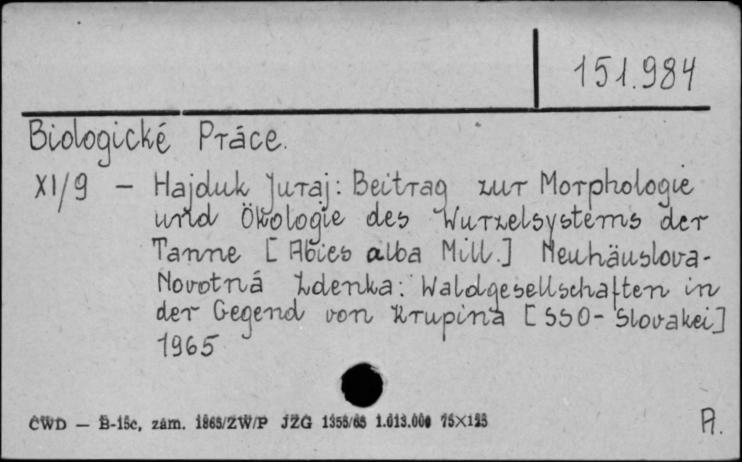 151.984
Biologické Práce.
XI/9 - Hajduk Juraj: Beitrag zur Morphologie
und Ökologie des Wurzelsystems der
Tanne [Abies alba Mill.] Neuhäuslova-
Novotná Zdenka: Waldgesellschaften in
der Gegend von Krupina [SSO-Slovakei]
1965
ČWD — B-15c, zám. 1865/ZW/P JZG 1355/65 1.013.000 75×125
A.